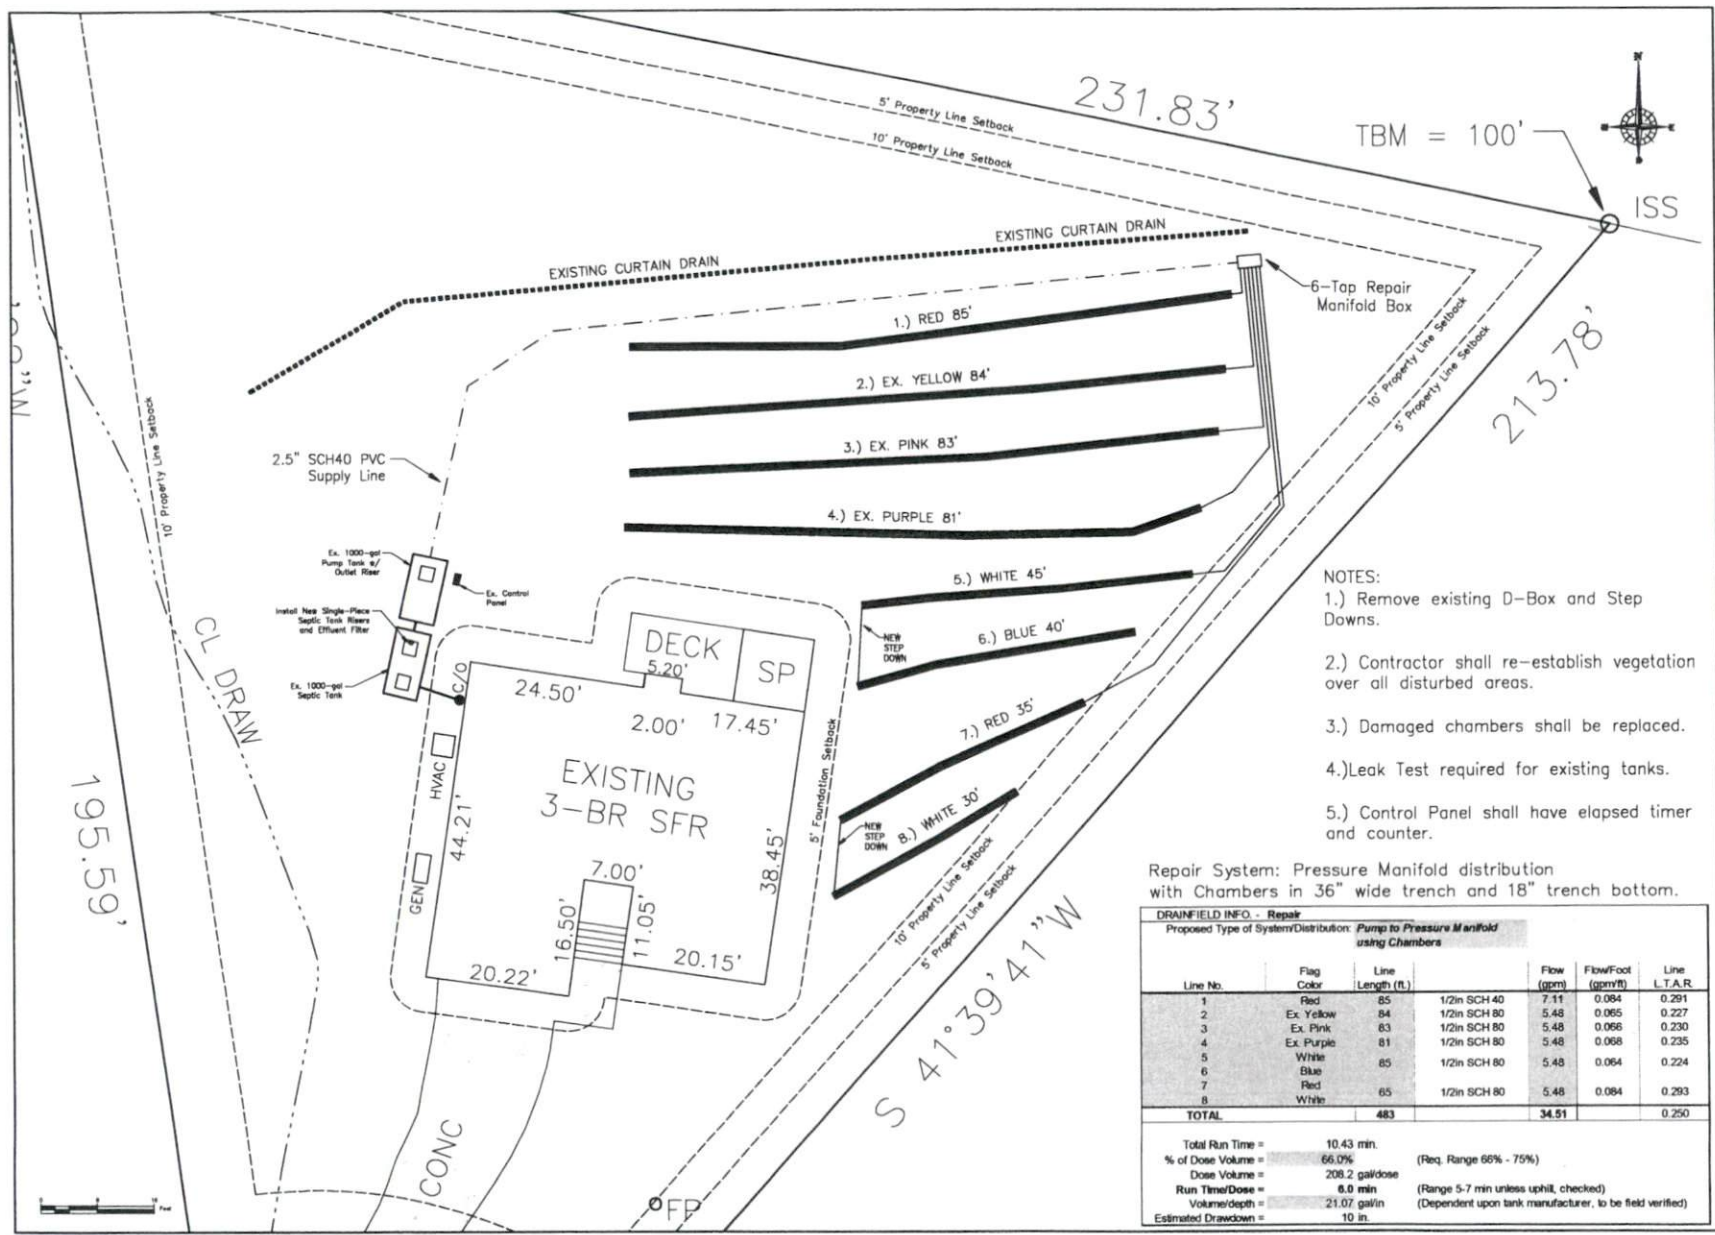 231.83'
5' Property Line Setback
10' Property Line Setback
TBM = 100'
N
ISS
EXISTING CURTAIN DRAIN
EXISTING CURTAIN DRAIN
6-Tap Repair
Manifold Box
1.) RED 85'
2.) EX. YELLOW 84'
3.) EX. PINK 83'
4.) EX. PURPLE 81'
5.) WHITE 45'
6.) BLUE 40'
7.) RED 35'
8.) WHITE 30'
NEW
STEP
DOWN
NEW
STEP
DOWN
10' Property Line Setback
5' Property Line Setback
213.78'
10' Property Line Setback
2.5" SCH40 PVC
Supply Line
Ex. 1000-gal
Pump Tank w/
Outlet Riser
Ex. Control
Panel
Install New Single-Piece
Septic Tank Risers
and Effluent Filter
Ex. 1000-gal
Septic Tank
C/O
CL DRAW
195.59'
HVAC
GEN
DECK
SP
5.20'
24.50'
2.00'
17.45'
EXISTING
3-BR SFR
44.21'
38.45'
7.00'
16.50'
11.05'
20.22'
20.15'
5' Foundation Setback
10' Property Line Setback
5' Property Line Setback
S 41°39'41"W
CONC
FP
Feet
NOTES:
1.) Remove existing D-Box and Step
Downs.
2.) Contractor shall re-establish vegetation
over all disturbed areas.
3.) Damaged chambers shall be replaced.
4.)Leak Test required for existing tanks.
5.) Control Panel shall have elapsed timer
and counter.
Repair System: Pressure Manifold distribution
with Chambers in 36" wide trench and 18" trench bottom.
DRAINFIELD INFO. - Repair
Proposed Type of System/Distribution: Pump to Pressure Manifold
using Chambers
Line No. Flag Color Line Length (ft.) Flow (gpm) Flow/Foot (gpm/ft) Line L.T.A.R.
1 Red 85 1/2in SCH 40 7.11 0.084 0.291
2 Ex. Yellow 84 1/2in SCH 80 5.48 0.065 0.227
3 Ex. Pink 83 1/2in SCH 80 5.48 0.066 0.230
4 Ex. Purple 81 1/2in SCH 80 5.48 0.068 0.235
5 White 85 1/2in SCH 80 5.48 0.064 0.224
6 Blue
7 Red 65 1/2in SCH 80 5.48 0.084 0.293
8 White
TOTAL 483 34.51 0.250
Total Run Time = 10.43 min.
% of Dose Volume = 66.0% (Req. Range 66% - 75%)
Dose Volume = 208.2 gal/dose
Run Time/Dose = 6.0 min (Range 5-7 min unless uphill, checked)
Volume/depth = 21.07 gal/in (Dependent upon tank manufacturer, to be field verified)
Estimated Drawdown = 10 in.